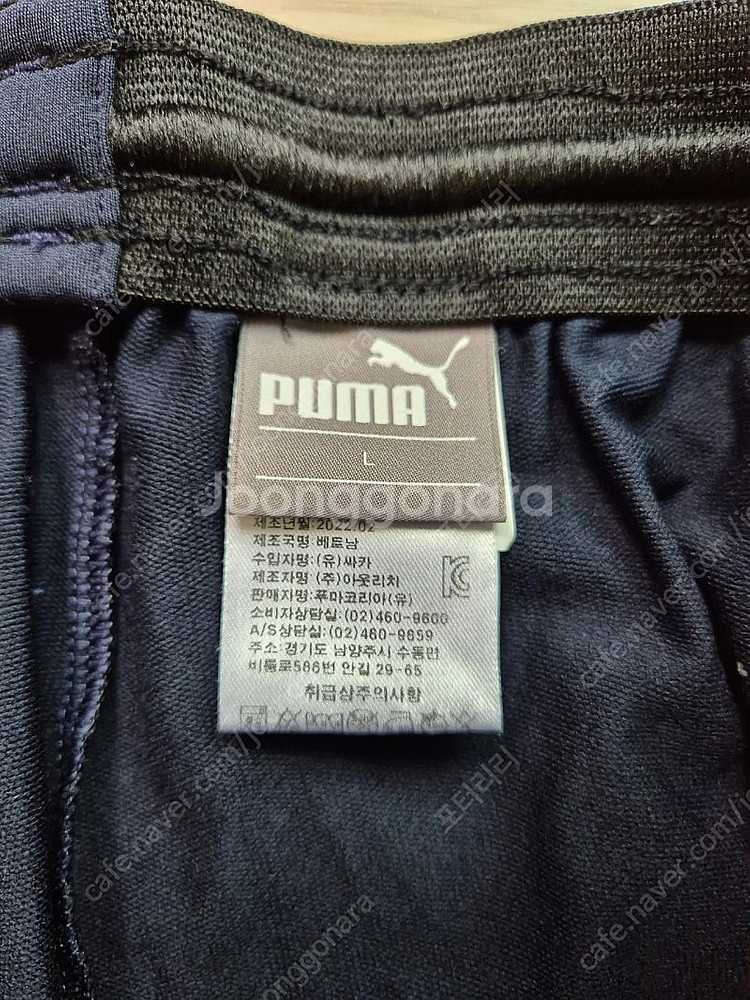 PUMA
L
Joonggonara
제조년월:2022.02
제조국명:베트남
수입자명:(유)싸카
제조자명:(주)아웃리치
판매자명:푸마코리아(유)
소비자상담실:(02)460-9600
A/S상담실:(02)460-9659
주소:경기도 남양주시 수동면
비룡로586번 안길 29-65
취급상주의사항